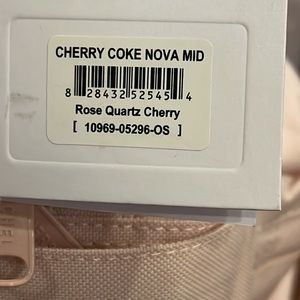 CHERRY COKE NOVA MID
8 28432 52545 4
Rose Quartz Cherry
[ 10969-05296-OS ]